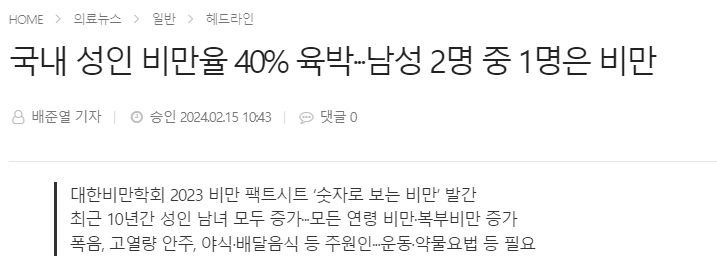 HOME > 의료뉴스 > 일반 > 헤드라인
국내 성인 비만율 40% 육박…남성 2명 중 1명은 비만
배준열 기자 승인 2024.02.15 10:43 댓글 0
대한비만학회 2023 비만 팩트시트 ‘숫자로 보는 비만’ 발간
최근 10년간 성인 남녀 모두 증가…모든 연령 비만·복부비만 증가
폭음, 고열량 안주, 야식·배달음식 등 주원인…운동·약물요법 등 필요